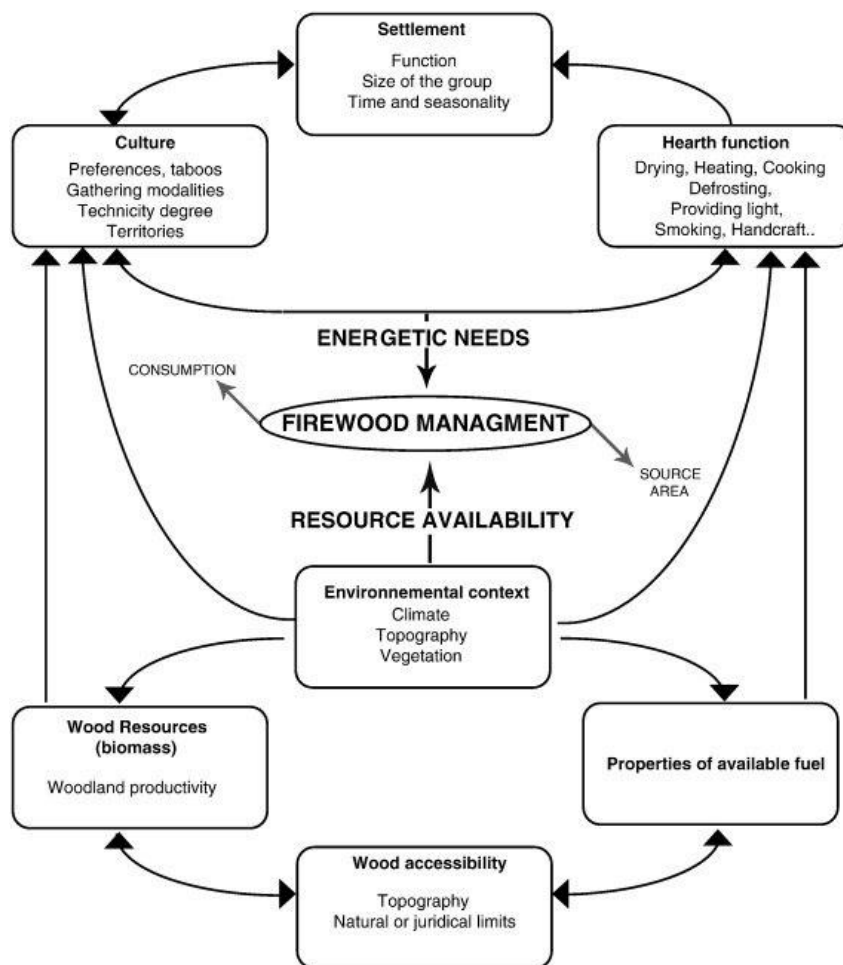 Settlement
Function
Size of the group
Time and seasonality
Culture
Preferences, taboos
Gathering modalities
Technicity degree
Territories
Hearth function
Drying, Heating, Cooking
Defrosting,
Providing light,
Smoking, Handcraft..
ENERGETIC NEEDS
CONSUMPTION
FIREWOOD MANAGMENT
SOURCE
AREA
RESOURCE AVAILABILITY
Environnemental context
Climate
Topography
Vegetation
Wood Resources
(biomass)
Woodland productivity
Properties of available fuel
Wood accessibility
Topography
Natural or juridical limits